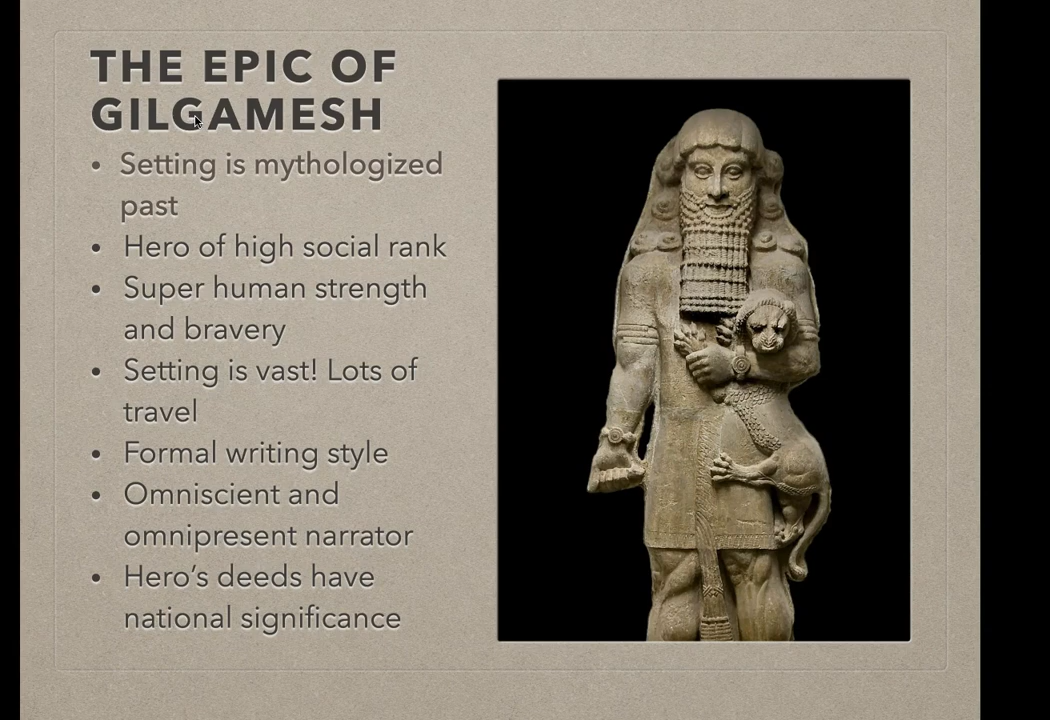 THE EPIC OF
GILGAMESH
• Setting is mythologized
past
• Hero of high social rank
• Super human strength
and bravery
• Setting is vast! Lots of
travel
• Formal writing style
• Omniscient and
omnipresent narrator
• Hero’s deeds have
national significance